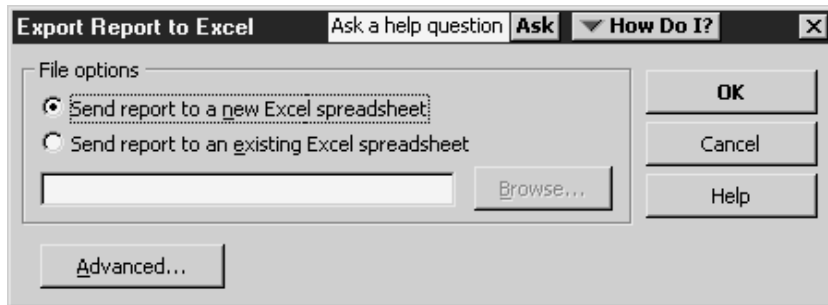 Export Report to Excel Ask a help question Ask How Do I?
File options
Send report to a new Excel spreadsheet
Send report to an existing Excel spreadsheet
Browse...
OK
Cancel
Help
Advanced...